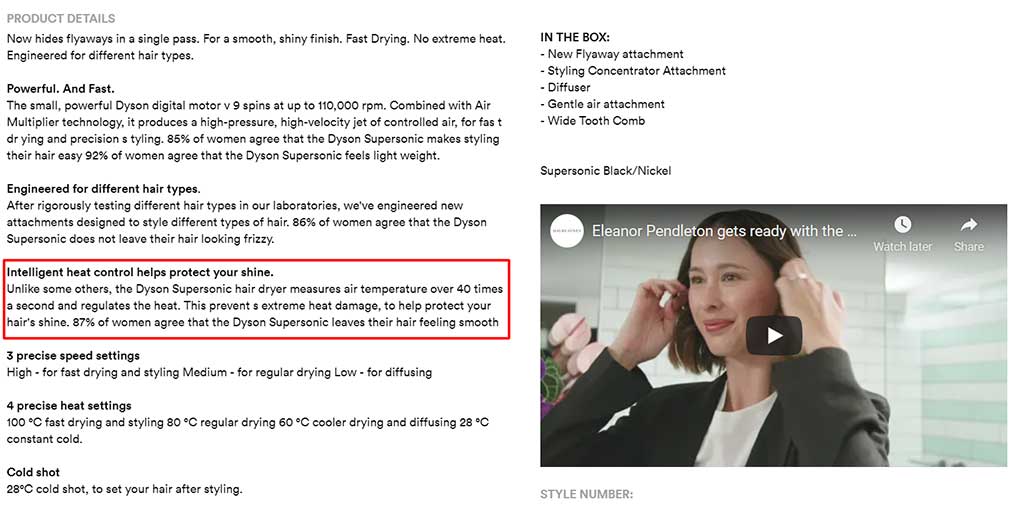 PRODUCT DETAILS
Now hides flyaways in a single pass. For a smooth, shiny finish. Fast Drying. No extreme heat.
Engineered for different hair types.
Powerful. And Fast.
The small, powerful Dyson digital motor v 9 spins at up to 110,000 rpm. Combined with Air
Multiplier technology, it produces a high-pressure, high-velocity jet of controlled air, for fas t
dr ying and precision s tyling. 85% of women agree that the Dyson Supersonic makes styling
their hair easy 92% of women agree that the Dyson Supersonic feels light weight.
Engineered for different hair types.
After rigorously testing different hair types in our laboratories, we've engineered new
attachments designed to style different types of hair. 86% of women agree that the Dyson
Supersonic does not leave their hair looking frizzy.
Intelligent heat control helps protect your shine.
Unlike some others, the Dyson Supersonic hair dryer measures air temperature over 40 times
a second and regulates the heat. This prevent s extreme heat damage, to help protect your
hair's shine. 87% of women agree that the Dyson Supersonic leaves their hair feeling smooth
3 precise speed settings
High - for fast drying and styling Medium - for regular drying Low - for diffusing
4 precise heat settings
100 °C fast drying and styling 80 °C regular drying 60 °C cooler drying and diffusing 28 °C
constant cold.
Cold shot
28°C cold shot, to set your hair after styling.
IN THE BOX:
- New Flyaway attachment
- Styling Concentrator Attachment
- Diffuser
- Gentle air attachment
- Wide Tooth Comb
Supersonic Black/Nickel
Eleanor Pendleton gets ready with the ...
Watch later
Share
STYLE NUMBER: